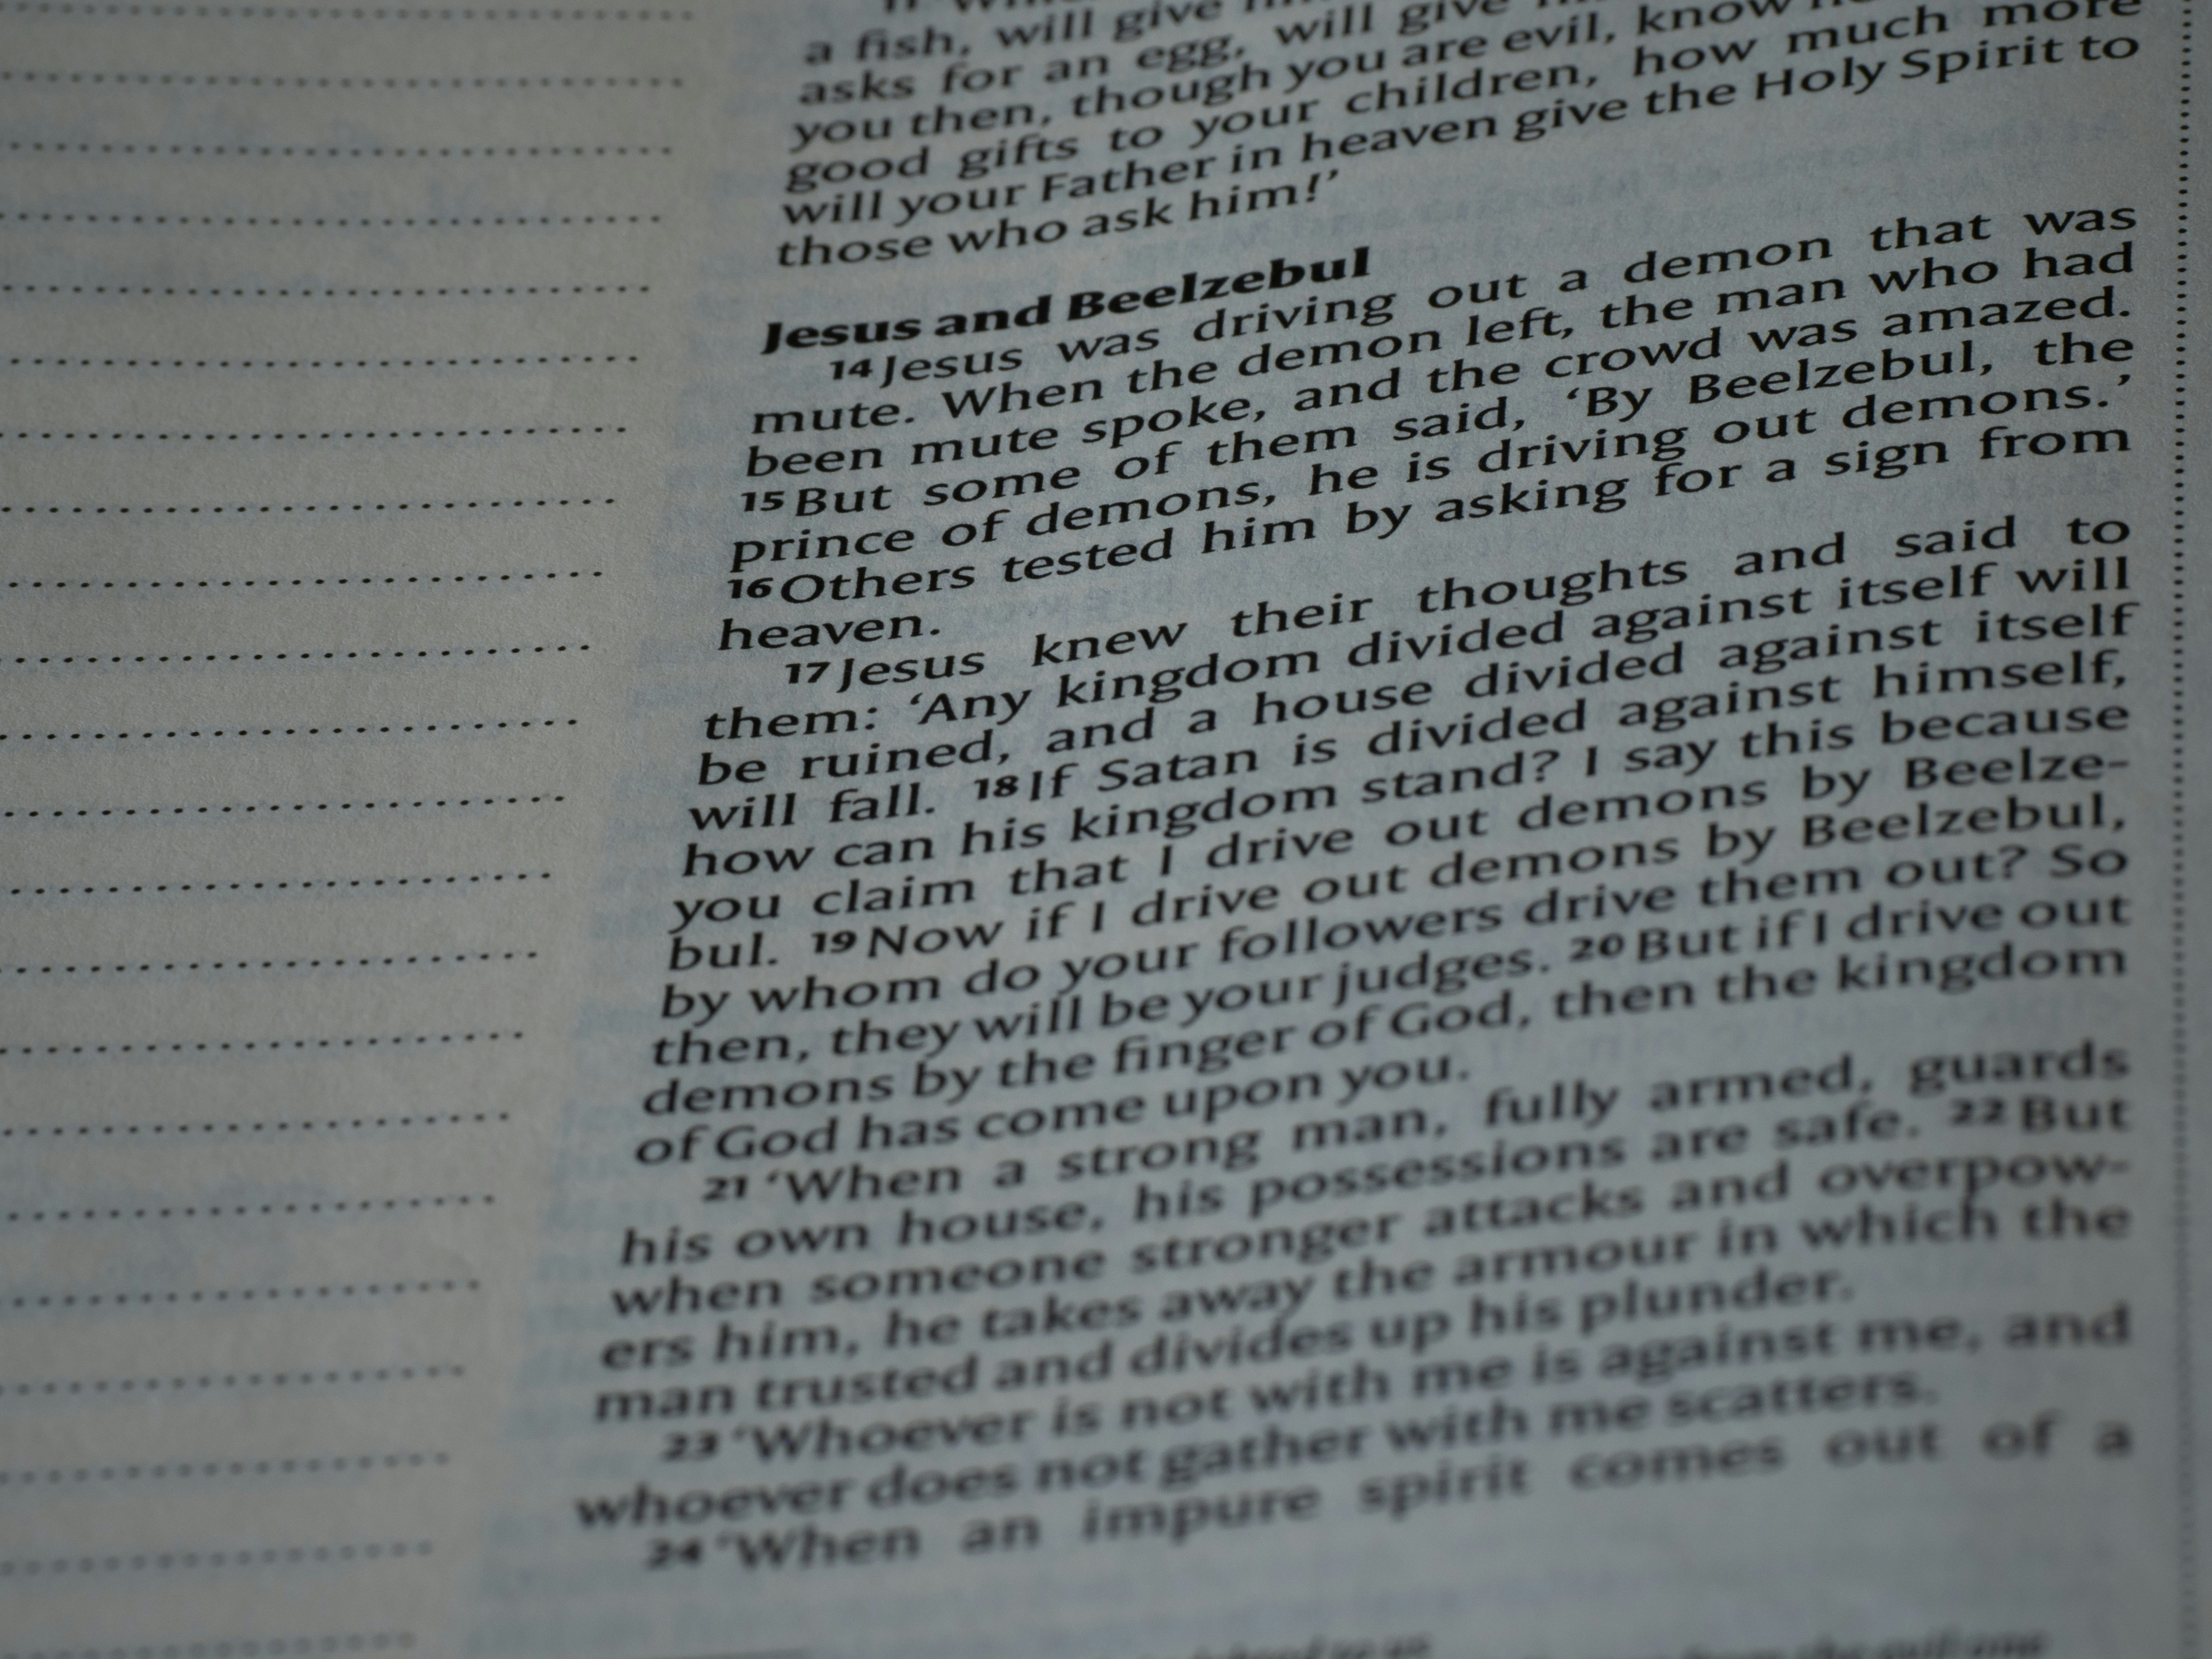 a fish, will give
asks for an egg, will give
you then, though you are evil, know
good gifts to your children, how much more
will your Father in heaven give the Holy Spirit to
those who ask him!’
Jesus and Beelzebul
14 Jesus was driving out a demon that was
mute. When the demon left, the man who had
been mute spoke, and the crowd was amazed.
15 But some of them said, ‘By Beelzebul, the
prince of demons, he is driving out demons.’
16 Others tested him by asking for a sign from
heaven.
17 Jesus knew their thoughts and said to
them: ‘Any kingdom divided against itself will
be ruined, and a house divided against itself
will fall. 18 If Satan is divided against himself,
how can his kingdom stand? I say this because
you claim that I drive out demons by Beelze-
bul. 19 Now if I drive out demons by Beelzebul,
by whom do your followers drive them out? So
then, they will be your judges. 20 But if I drive out
demons by the finger of God, then the kingdom
of God has come upon you.
21 ‘When a strong man, fully armed, guards
his own house, his possessions are safe. 22 But
when someone stronger attacks and overpow-
ers him, he takes away the armour in which the
man trusted and divides up his plunder.
23 ‘Whoever is not with me is against me, and
whoever does not gather with me scatters.
24 ‘When an impure spirit comes out of a